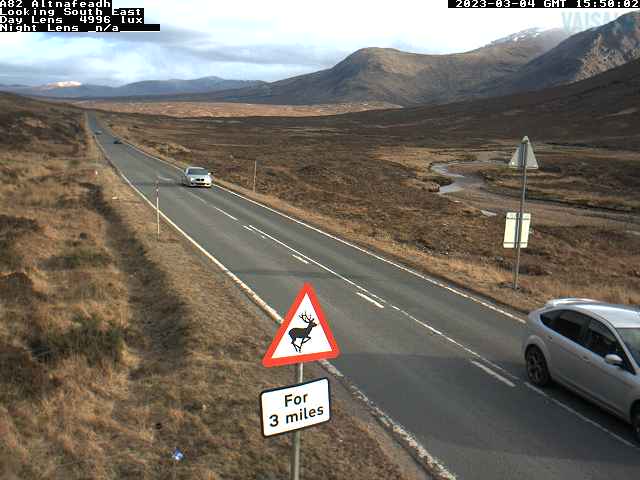 A82 Altnafeadh
Looking South East
Day Lens 4996 lux
Night Lens n/a
2023-03-04 GMT 15:50:02
VAISALA
For
3 miles